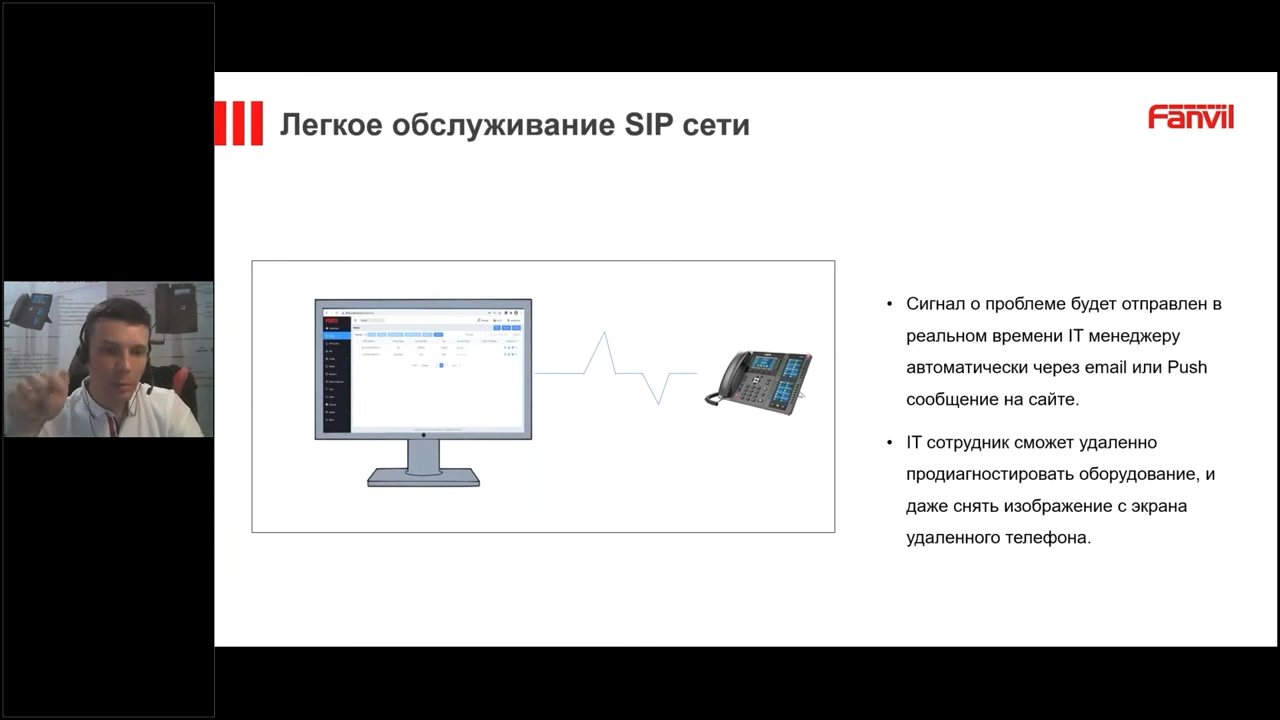 Легкое обслуживание SIP сети
Fanvil
• Сигнал о проблеме будет отправлен в
реальном времени IT менеджеру
автоматически через email или Push
сообщение на сайте.
• IT сотрудник сможет удаленно
продиагностировать оборудование, и
даже снять изображение с экрана
удаленного телефона.